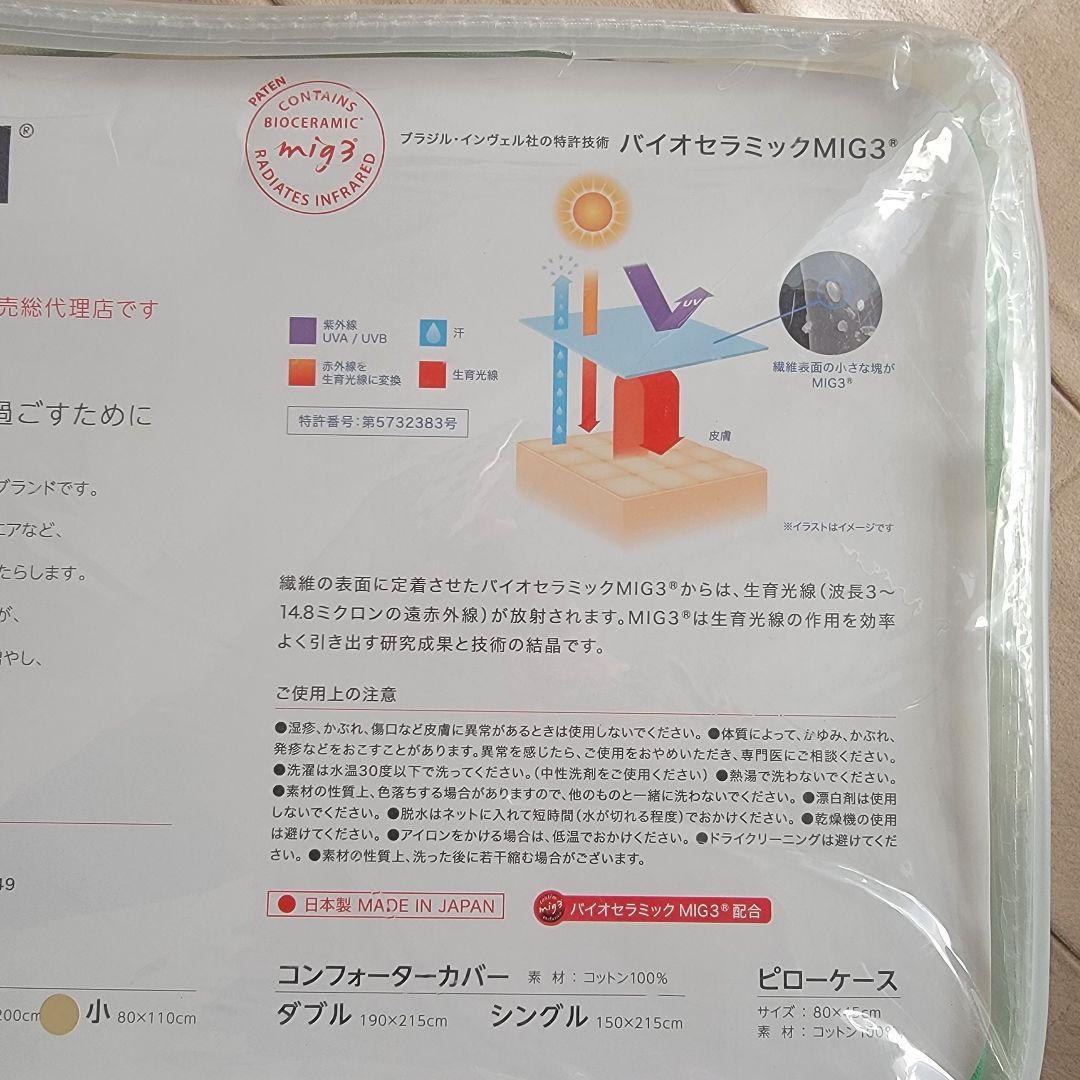 ®
PATEN
CONTAINS
BIOCERAMIC®
mig3®
RADIATES INFRARED
ブラジル・インヴェル社の特許技術 バイオセラミックMIG3®
UV
売総代理店です
紫外線
UVA / UVB
汗
赤外線を
生育光線に変換
生育光線
繊維表面の小さな塊が
MIG3®
過ごすために
特許番号:第5732383号
皮膚
ブランドです。
※イラストはイメージです
エアなど、
たらします。
が、
増やし、
繊維の表面に定着させたバイオセラミックMIG3®からは、生育光線(波長3〜
14.8ミクロンの遠赤外線)が放射されます。MIG3®は生育光線の作用を効率
よく引き出す研究成果と技術の結晶です。
ご使用上の注意
●湿疹、かぶれ、傷口など皮膚に異常があるときは使用しないでください。●体質によって、かゆみ、かぶれ、
発疹などをおこすことがあります。異常を感じたら、ご使用をおやめいただき、専門医にご相談ください。
●洗濯は水温30度以下で洗ってください。(中性洗剤をご使用ください) ●熱湯で洗わないでください。
●素材の性質上、色落ちする場合がありますので、他のものと一緒に洗わないでください。●漂白剤は使用
しないでください。●脱水はネットに入れて短時間(水が切れる程度)でおかけください。●乾燥機の使用
は避けてください。●アイロンをかける場合は、低温でおかけください。●ドライクリーニングは避けてくだ
さい。●素材の性質上、洗った後に若干縮む場合がございます。
49
日本製 MADE IN JAPAN
mig3
バイオセラミック MIG3® 配合
コンフォーターカバー 素 材:コットン100%
ダブル 190×215cm シングル 150×215cm
ピローケース
サイズ:80×45cm
素 材:コットン100%
200cm 小 80×110cm